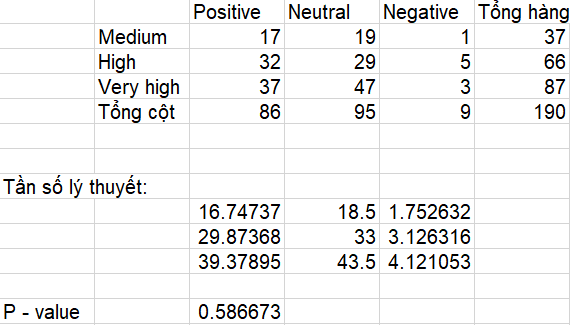 Positive Neutral Negative Tổng hàng
Medium 17 19 1 37
High 32 29 5 66
Very high 37 47 3 87
Tổng cột 86 95 9 190
Tần số lý thuyết:
16.74737 18.5 1.752632
29.87368 33 3.126316
39.37895 43.5 4.121053
P - value 0.586673